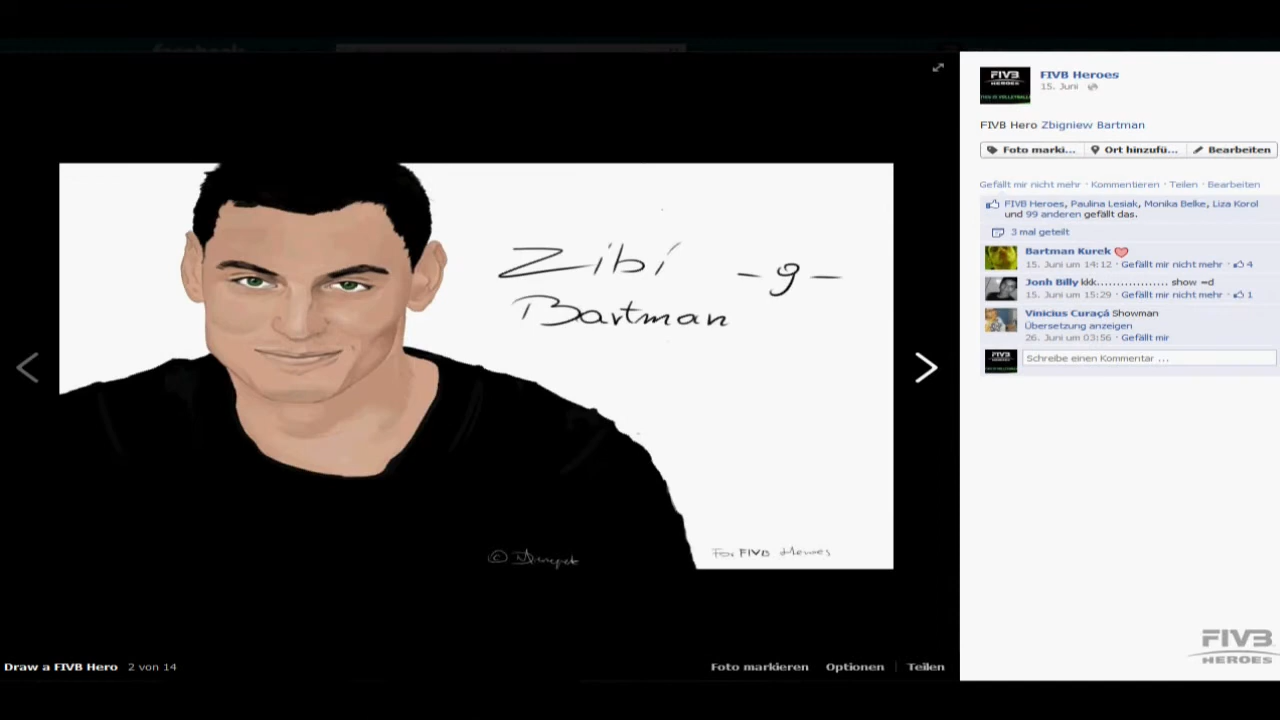 FIVB
HEROES
THIS IS VOLLEYBALL
FIVB Heroes
15. Juni
FIVB Hero Zbigniew Bartman
Foto marki... Ort hinzufü... Bearbeiten
Gefällt mir nicht mehr · Kommentieren · Teilen · Bearbeiten
FIVB Heroes, Paulina Lesiak, Monika Belke, Liza Korol
und 99 anderen gefällt das.
3 mal geteilt
Bartman Kurek
15. Juni um 14:12 · Gefällt mir nicht mehr · 4
Jonh Billy kkk.................. show =d
15. Juni um 15:29 · Gefällt mir nicht mehr · 1
Vinicius Curaçá Showman
Übersetzung anzeigen
26. Juni um 03:56 · Gefällt mir
Schreibe einen Kommentar ...
Zibi -9-
Bartman
©
For FIVB Heroes
Draw a FIVB Hero 2 von 14
Foto markieren Optionen Teilen
FIVB
HEROES